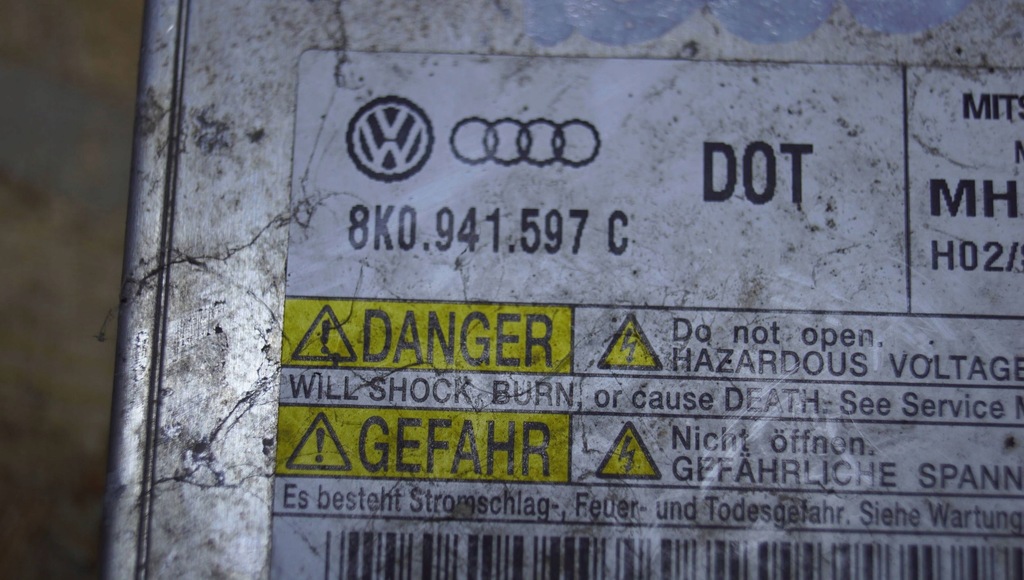 DOT
8K0.941.597 C
MITS
MH
H02/
DANGER Do not open.
HAZARDOUS VOLTAGE
WILL SHOCK, BURN, or cause DEATH. See Service
GEFAHR Nicht öffnen.
GEFÄHRLICHE SPANN
Es besteht Stromschlag-, Feuer- und Todesgefahr. Siehe Wartung